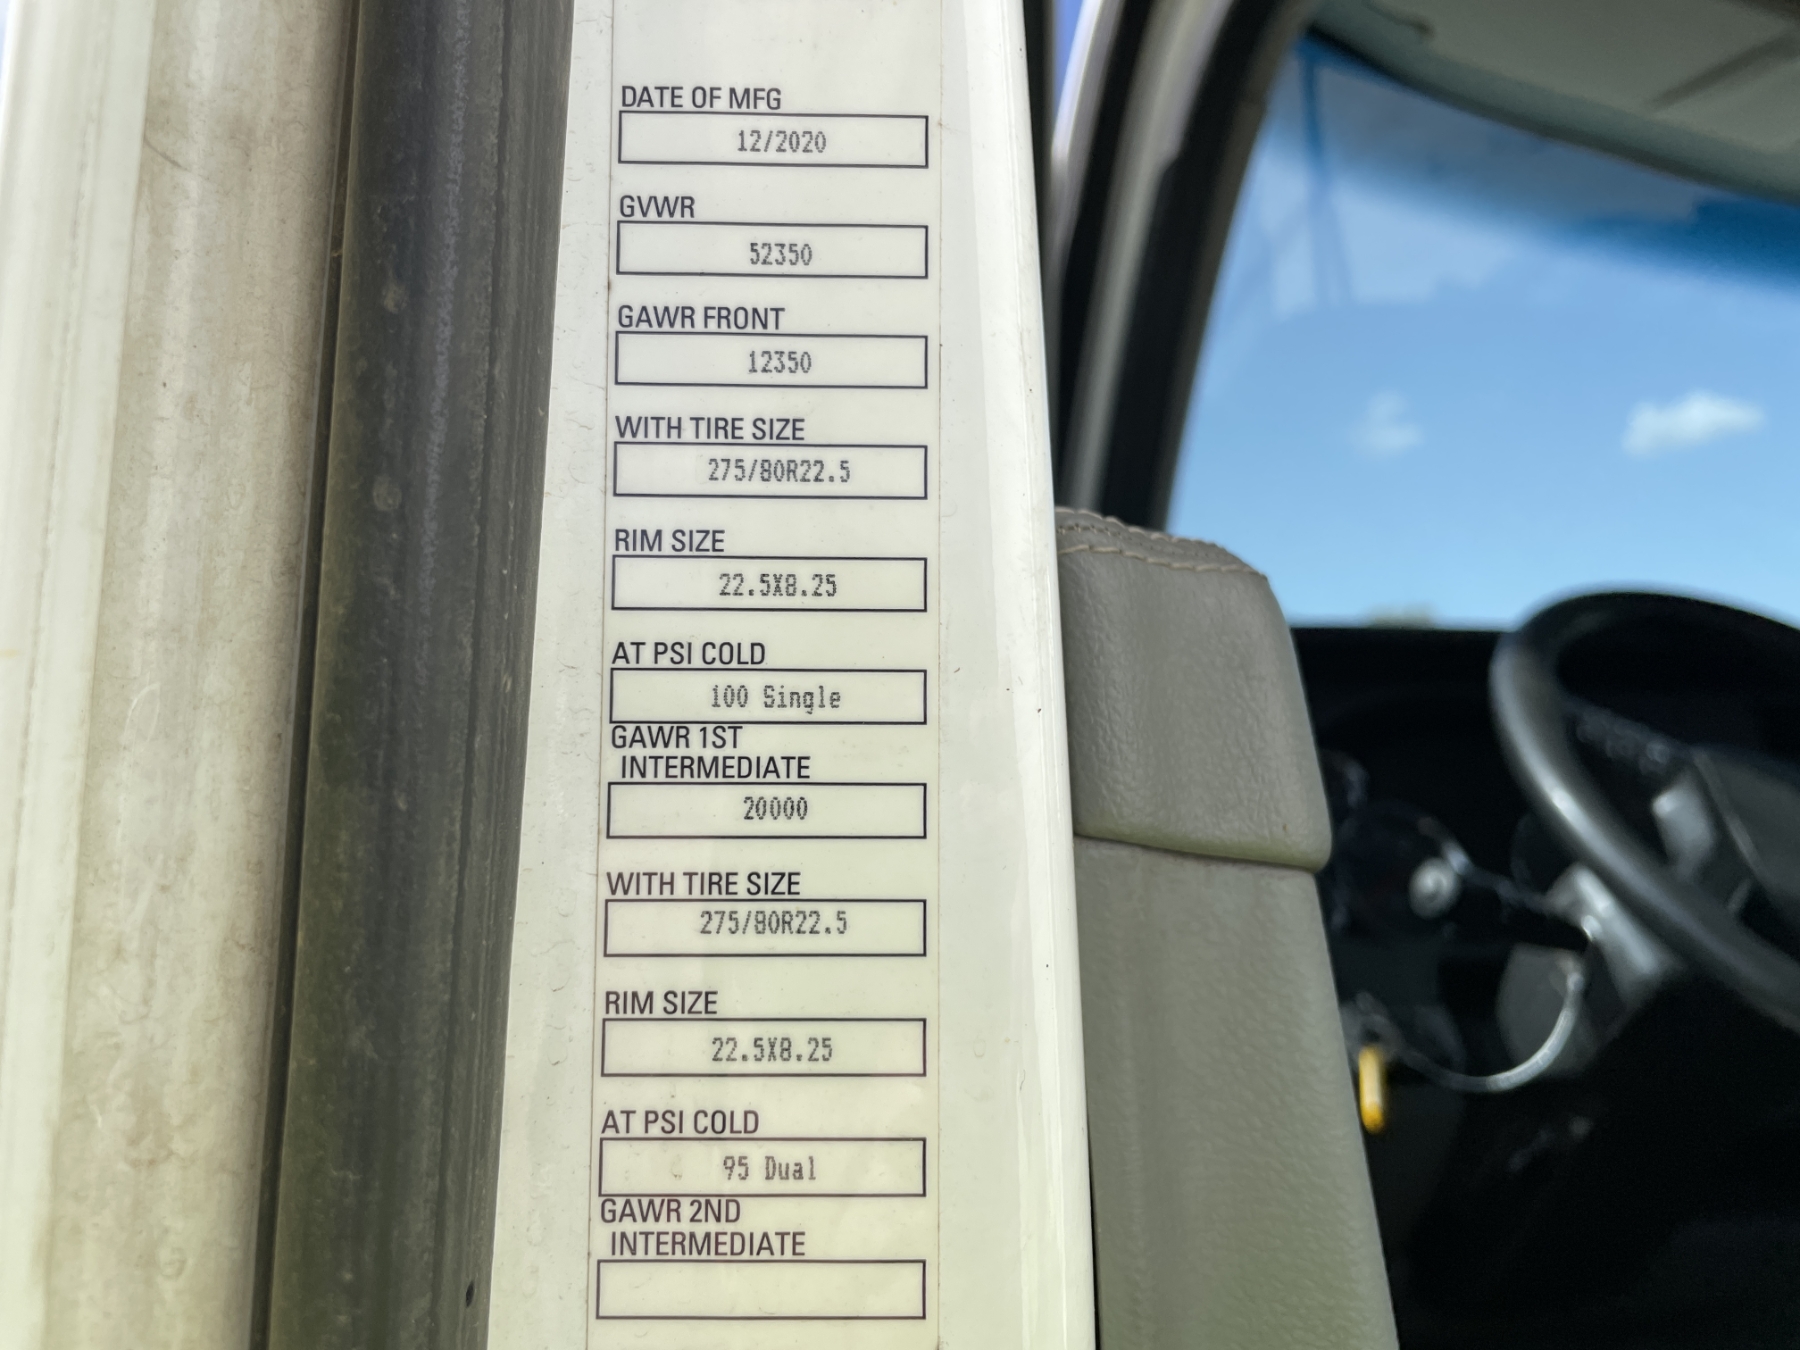 DATE OF MFG
12/2020
GVWR
52350
GAWR FRONT
12350
WITH TIRE SIZE
275/80R22.5
RIM SIZE
22.5X8.25
AT PSI COLD
100 Single
GAWR 1ST
INTERMEDIATE
20000
WITH TIRE SIZE
275/80R22.5
RIM SIZE
22.5X8.25
AT PSI COLD
95 Dual
GAWR 2ND
INTERMEDIATE